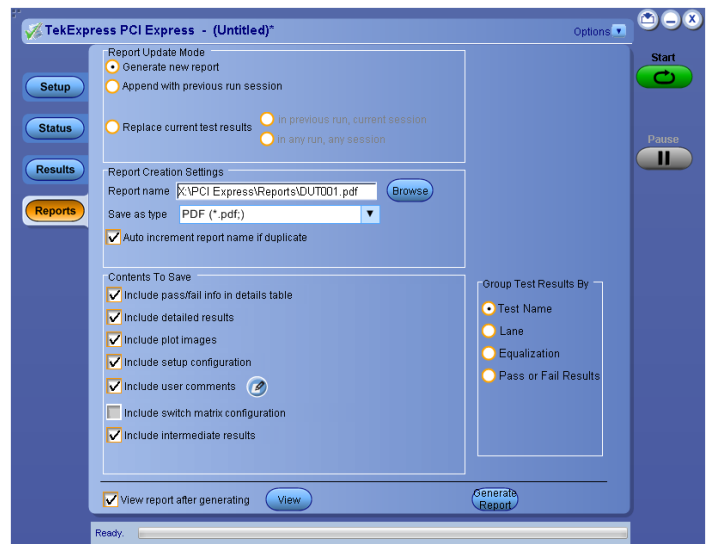 TekExpress PCI Express - (Untitled)*
Options
Start
Pause
Setup
Status
Results
Reports
Report Update Mode
Generate new report
Append with previous run session
Replace current test results
In previous run, current session
In any run, any session
Report Creation Settings
Report name X:\PCI Express\Reports\DUT001.pdf Browse
Save as type PDF (*.pdf;)
Auto increment report name if duplicate
Contents To Save
Include pass/fail info in details table
Include detailed results
Include plot images
Include setup configuration
Include user comments
Include switch matrix configuration
Include intermediate results
Group Test Results By
Test Name
Lane
Equalization
Pass or Fail Results
View report after generating View
Generate
Report
Ready.